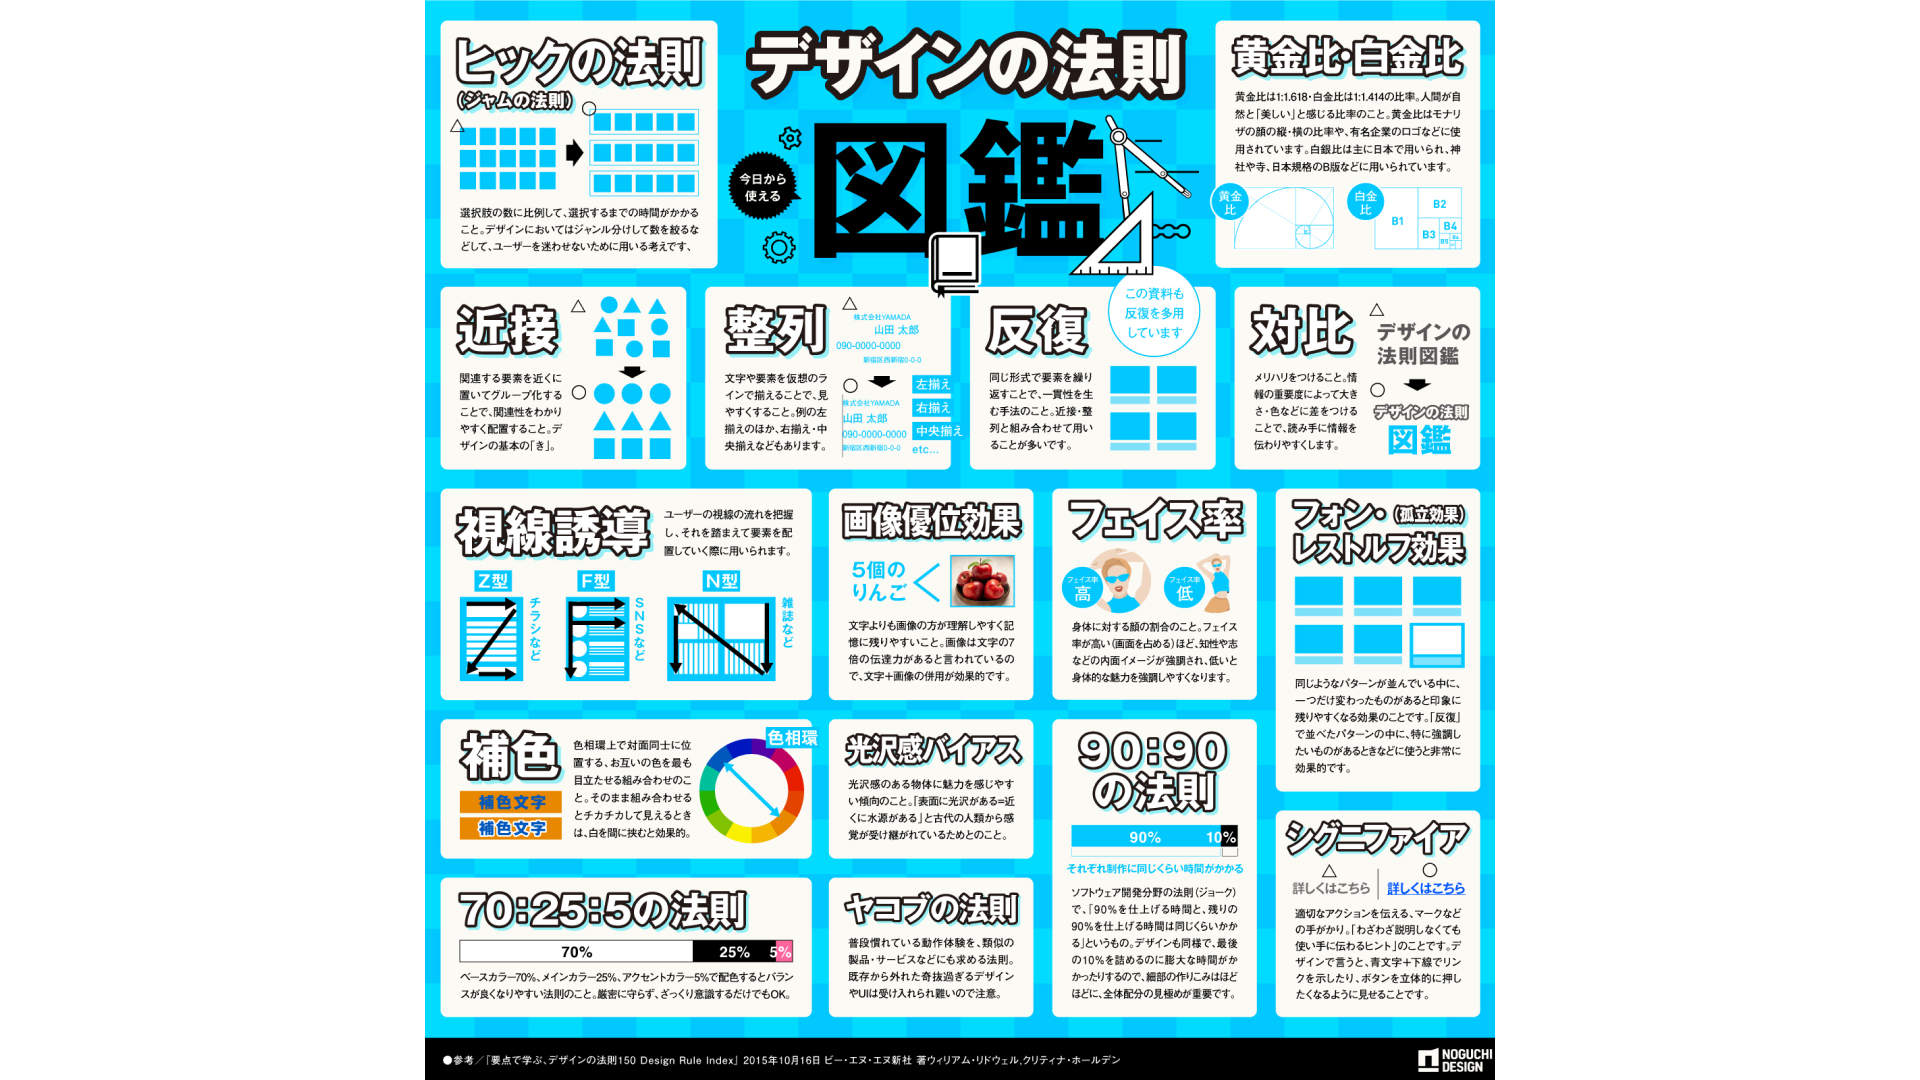 ヒックの法則
(ジャムの法則)
△
○
選択肢の数に比例して、選択するまでの時間がかかる
こと。デザインにおいてはジャンル分けして数を絞るな
どして、ユーザーを迷わせないために用いる考えです、
デザインの法則
図鑑
今日から
使える
黄金比・白金比
黄金比は1:1.618・白金比は1:1.414の比率。人間が自
然と「美しい」と感じる比率のこと。黄金比はモナリ
ザの顔の縦・横の比率や、有名企業のロゴなどに使
用されています。白銀比は主に日本で用いられ、神
社や寺、日本規格のB版などに用いられています。
黄金
比
白金
比
B1
B2
B3
B4
B5
近接
△
○
関連する要素を近くに
置いてグループ化する
ことで、関連性をわかり
やすく配置すること。デ
ザインの基本の「き」。
整列
△
株式会社YAMADA
山田 太郎
090-0000-0000
新宿区西新宿0-0-0
文字や要素を仮想のラ
インで揃えることで、見
やすくすること。例の左
揃えのほか、右揃え・中
央揃えなどもあります。
○
株式会社YAMADA
山田 太郎
090-0000-0000
新宿区西新宿0-0-0
左揃え
右揃え
中央揃え
etc...
反復
この資料も
反復を多用
しています
同じ形式で要素を繰り
返すことで、一貫性を生
む手法のこと。近接・整
列と組み合わせて用い
ることが多いです。
対比
△
デザインの
法則図鑑
メリハリをつけること。情
報の重要度によって大き
さ・色などに差をつける
ことで、読み手に情報を
伝わりやすくします。
○
デザインの法則
図鑑
視線誘導
ユーザーの視線の流れを把握
し、それを踏まえて要素を配
置していく際に用いられます。
Z型
チラシなど
F型
SNSなど
N型
雑誌など
画像優位効果
5個の
りんご
文字よりも画像の方が理解しやすく記
憶に残りやすいこと。画像は文字の7
倍の伝達力があると言われているの
で、文字＋画像の併用が効果的です。
フェイス率
フェイス率
高
フェイス率
低
身体に対する顔の割合のこと。フェイス
率が高い(画面を占める)ほど、知性や志
などの内面イメージが強調され、低いと
身体的な魅力を強調しやすくなります。
フォン・(孤立効果)
レストルフ効果
同じようなパターンが並んでいる中に、
一つだけ変わったものがあると印象に
残りやすくなる効果のことです。「反復」
で並べたパターンの中に、特に強調し
たいものがあるときなどに使うと非常に
効果的です。
補色
補色文字
補色文字
色相環上で対面同士に位
置する、お互いの色を最も
目立たせる組み合わせのこ
と。そのまま組み合わせる
とチカチカして見えるとき
は、白を間に挟むと効果的。
色相環
光沢感バイアス
光沢感のある物体に魅力を感じやす
い傾向のこと。「表面に光沢がある=近
くに水源がある」と古代の人類から感
覚が受け継がれているためとのこと。
90:90
の法則
90%
10%
それぞれ制作に同じくらい時間がかかる
ソフトウェア開発分野の法則(ジョーク)
で、「90%を仕上げる時間と、残りの
90%を仕上げる時間は同じくらいかか
る」というもの。デザインも同様で、最後
の10%を詰めるのに膨大な時間がか
かったりするので、細部の作りこみはほど
ほどに、全体配分の見極めが重要です。
シグニファイア
△
詳しくはこちら
○
詳しくはこちら
適切なアクションを伝える、マークなど
の手がかり。「わざわざ説明しなくても
使い手に伝わるヒント」のことです。デ
ザインで言うと、青文字＋下線でリン
クを示したり、ボタンを立体的に押し
たくなるように見せることです。
70:25:5の法則
70%
25%
5%
ベースカラー70%、メインカラー25%、アクセントカラー5%で配色するとバラン
スが良くなりやすい法則のこと。厳密に守らず、ざっくり意識するだけでもOK。
ヤコブの法則
普段慣れている動作体験を、類似の
製品・サービスなどにも求める法則。
既存から外れた奇抜過ぎるデザイン
やUIは受け入れられ難いので注意。
●参考／「要点で学ぶ、デザインの法則150 Design Rule Index」 2015年10月16日 ビー・エヌ・エヌ新社 著ウィリアム・リドウェル,クリティナ・ホールデン
NOGUCHI
DESIGN